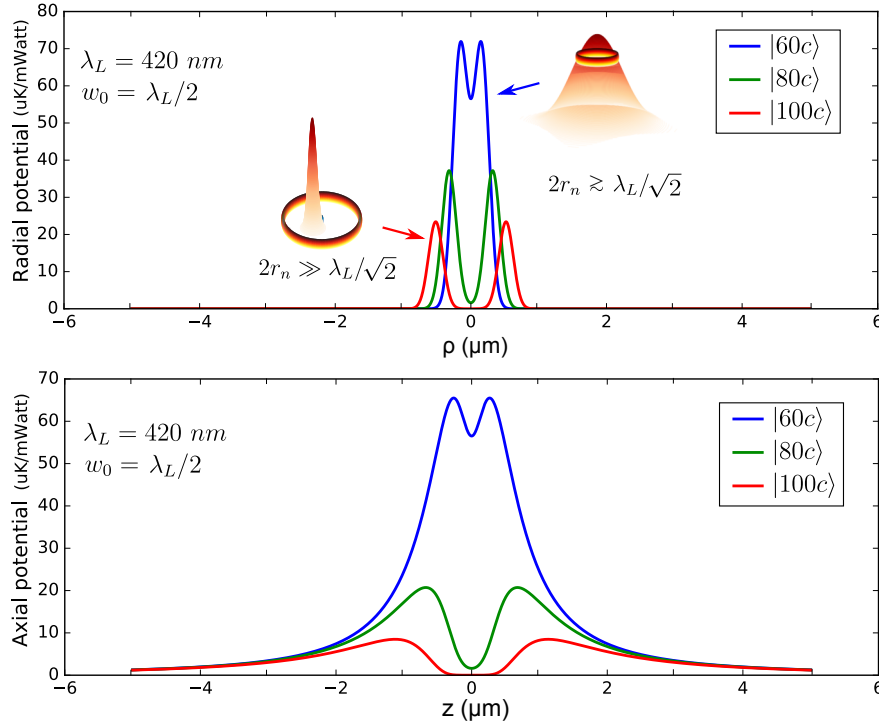 80
70
60
50
40
30
20
10
0
Radial potential (uK/mWatt)
λ_L = 420 nm
w_0 = λ_L/2
2r_n ≫ λ_L/√2
2r_n ≳ λ_L/√2
|60c⟩
|80c⟩
|100c⟩
−6
−4
−2
0
2
4
6
ρ (μm)
70
60
50
40
30
20
10
0
Axial potential (uK/mWatt)
λ_L = 420 nm
w_0 = λ_L/2
|60c⟩
|80c⟩
|100c⟩
−6
−4
−2
0
2
4
6
z (μm)